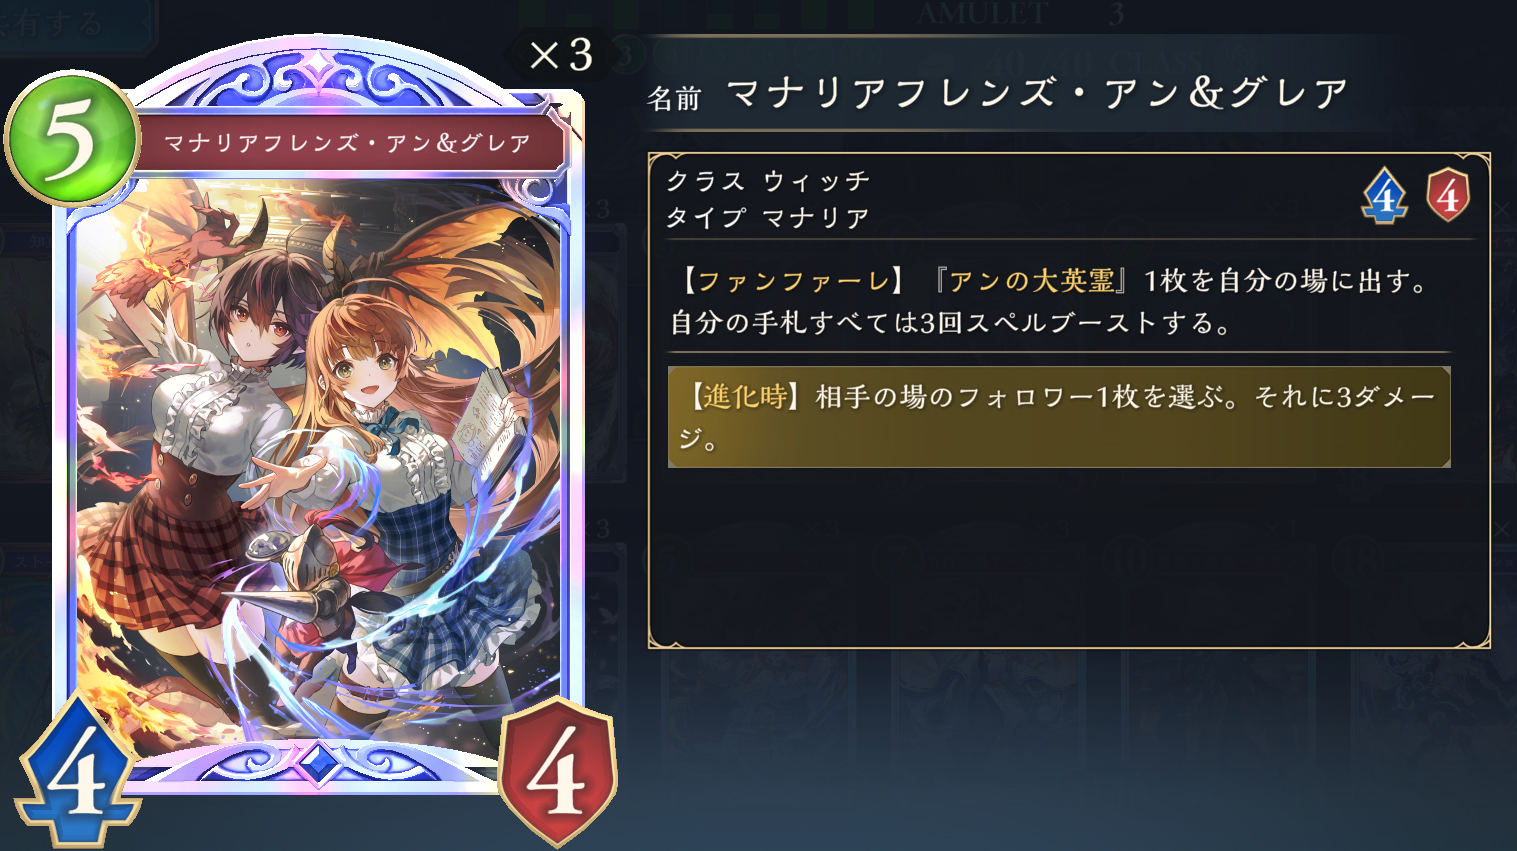 共有する
AMULET 3
×3
5
マナリアフレンズ・アン&グレア
4
4
名前 マナリアフレンズ・アン&グレア
クラス ウィッチ
タイプ マナリア
4 4
【ファンファーレ】『アンの大英霊』1枚を自分の場に出す。
自分の手札すべては3回スペルブーストする。
【進化時】相手の場のフォロワー1枚を選ぶ。それに3ダメー
ジ。